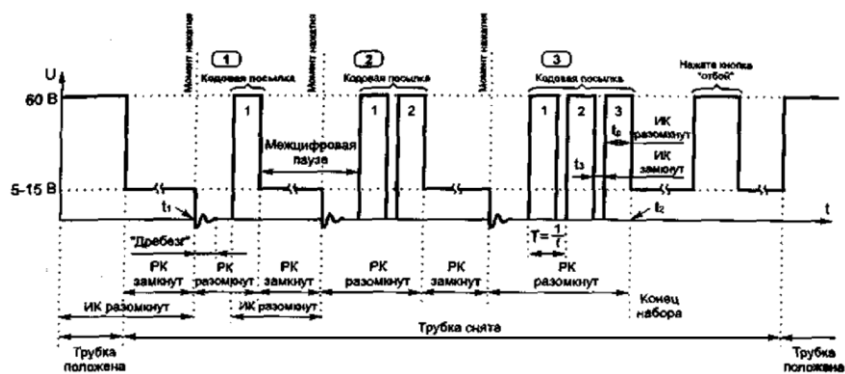 Момент нажатия
Момент нажатия
Момент нажатия
1
2
3
Кодовая посылка
Кодовая посылка
Кодовая посылка
Нажата кнопка
"отбой"
U
60 В
1
1
2
1
2
3
Межцифровая
пауза
tр
ИК
разомкнут
tз
ИК
замкнут
5-15 В
t1
t2
t
"Дребезг"
T=1/f
РК
замкнут
РК
разомкнут
РК
замкнут
РК
разомкнут
РК
замкнут
РК
разомкнут
ИК разомкнут
ИК разомкнут
Конец
набора
Трубка снята
Трубка
положена
Трубка
положена